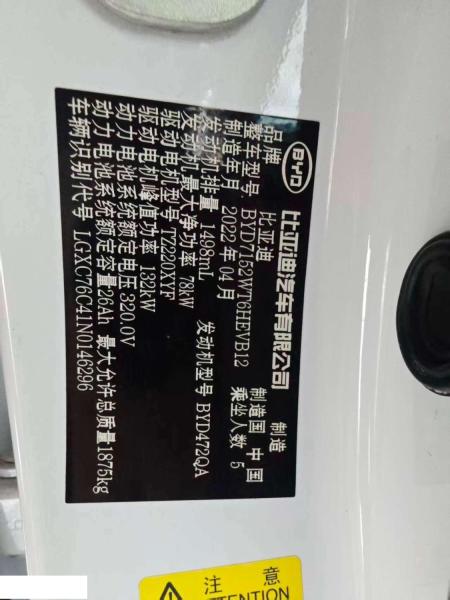 BYD 比亚迪汽车有限公司 制造
品牌 比亚迪 制造国 中国
整车型号 BYD7152WT6HEVB12 乘坐人数 5
制造年月 2022年04月
发动机排量 1498mL 发动机型号 BYD472QA
发动机最大净功率 78kW
驱动电机型号 TZ220XYF
驱动电机峰值功率 132kW
动力电池系统额定电压 320.0V
动力电池系统额定容量 26Ah 最大允许总质量 1875kg
车辆识别代号 LGXC76C41N0146296
注 意
ATTENTION